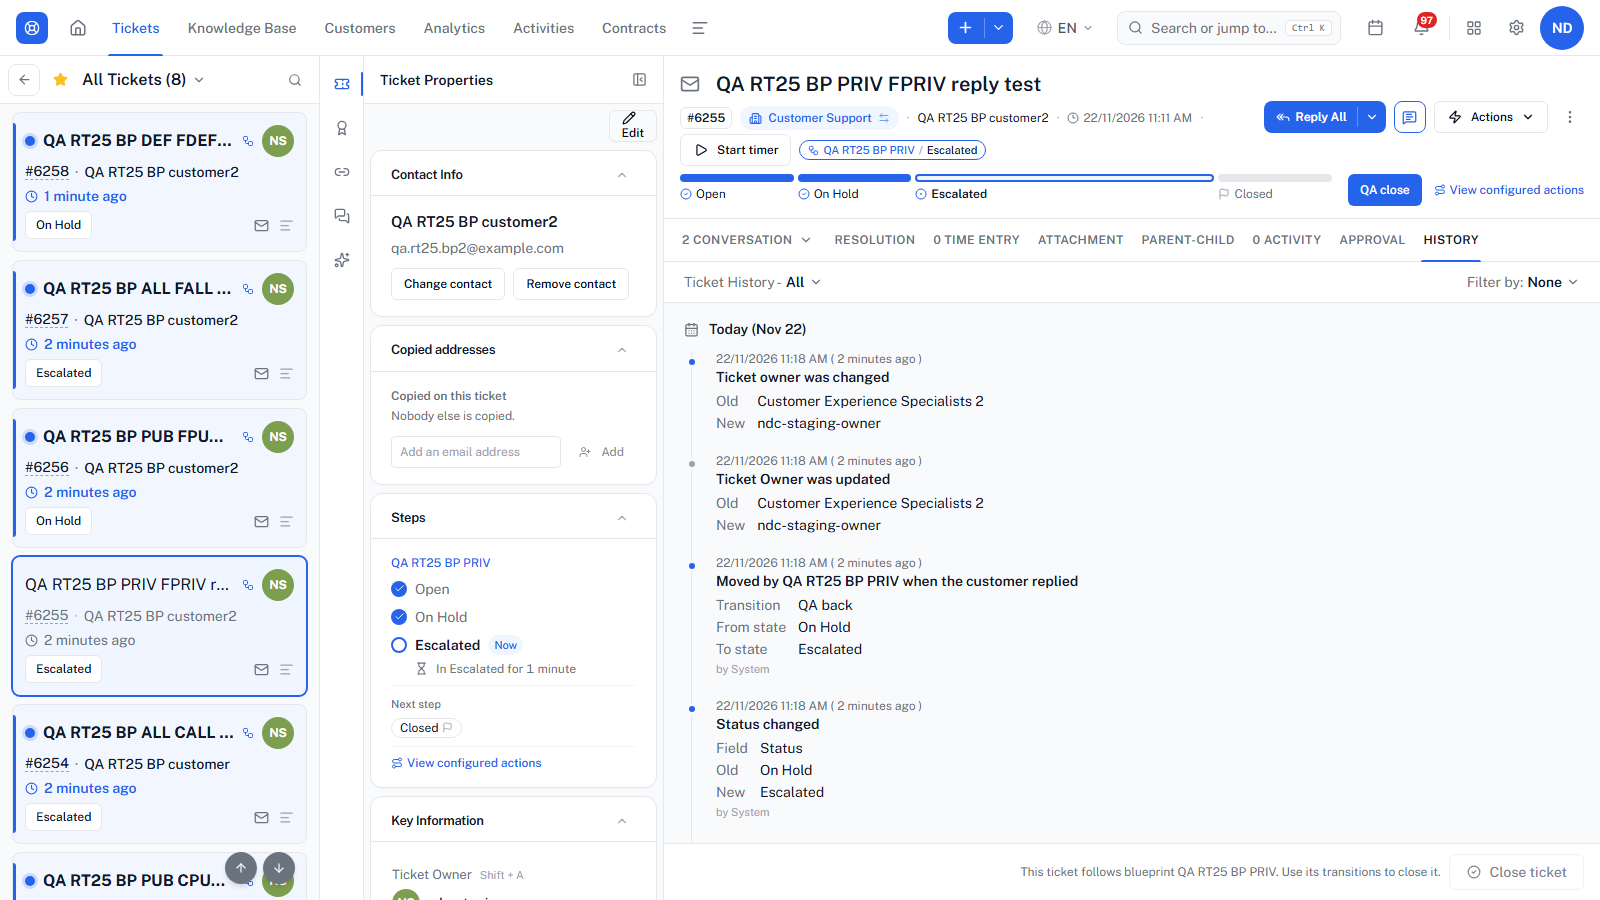 Tickets
Knowledge Base
Customers
Analytics
Activities
Contracts
EN
Search or jump to...
Ctrl K
97
ND
All Tickets (8)
QA RT25 BP DEF FDEF...
NS
#6258 · QA RT25 BP customer2
1 minute ago
On Hold
QA RT25 BP ALL FALL ...
NS
#6257 · QA RT25 BP customer2
2 minutes ago
Escalated
QA RT25 BP PUB FPU...
NS
#6256 · QA RT25 BP customer2
2 minutes ago
On Hold
QA RT25 BP PRIV FPRIV r...
NS
#6255 · QA RT25 BP customer2
2 minutes ago
Escalated
QA RT25 BP ALL CALL ...
NS
#6254 · QA RT25 BP customer
2 minutes ago
Escalated
QA RT25 BP PUB CPU...
Ticket Properties
Edit
Contact Info
QA RT25 BP customer2
qa.rt25.bp2@example.com
Change contact
Remove contact
Copied addresses
Copied on this ticket
Nobody else is copied.
Add an email address
Add
Steps
QA RT25 BP PRIV
Open
On Hold
Escalated Now
In Escalated for 1 minute
Next step
Closed
View configured actions
Key Information
Ticket Owner Shift + A
QA RT25 BP PRIV FPRIV reply test
#6255
Customer Support
· QA RT25 BP customer2 · 22/11/2026 11:11 AM ·
Reply All
Actions
Start timer
QA RT25 BP PRIV / Escalated
Open
On Hold
Escalated
Closed
QA close
View configured actions
2 CONVERSATION
RESOLUTION
0 TIME ENTRY
ATTACHMENT
PARENT-CHILD
0 ACTIVITY
APPROVAL
HISTORY
Ticket History - All
Filter by: None
Today (Nov 22)
22/11/2026 11:18 AM ( 2 minutes ago )
Ticket owner was changed
Old Customer Experience Specialists 2
New ndc-staging-owner
22/11/2026 11:18 AM ( 2 minutes ago )
Ticket Owner was updated
Old Customer Experience Specialists 2
New ndc-staging-owner
22/11/2026 11:18 AM ( 2 minutes ago )
Moved by QA RT25 BP PRIV when the customer replied
Transition QA back
From state On Hold
To state Escalated
by System
22/11/2026 11:18 AM ( 2 minutes ago )
Status changed
Field Status
Old On Hold
New Escalated
by System
This ticket follows blueprint QA RT25 BP PRIV. Use its transitions to close it.
Close ticket